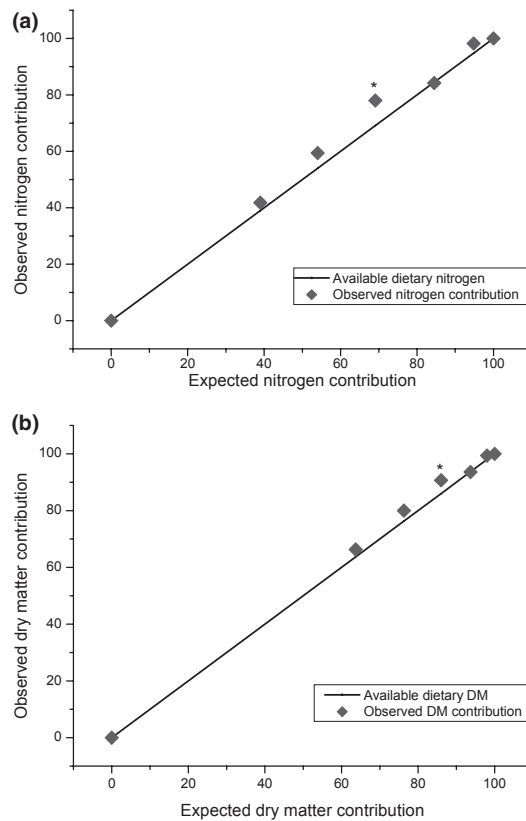 (a)
100
80
60
40
20
0
*
Observed nitrogen contribution
Available dietary nitrogen
Observed nitrogen contribution
0 20 40 60 80 100
Expected nitrogen contribution
(b)
100
80
60
40
20
0
*
Observed dry matter contribution
Available dietary DM
Observed DM contribution
0 20 40 60 80 100
Expected dry matter contribution